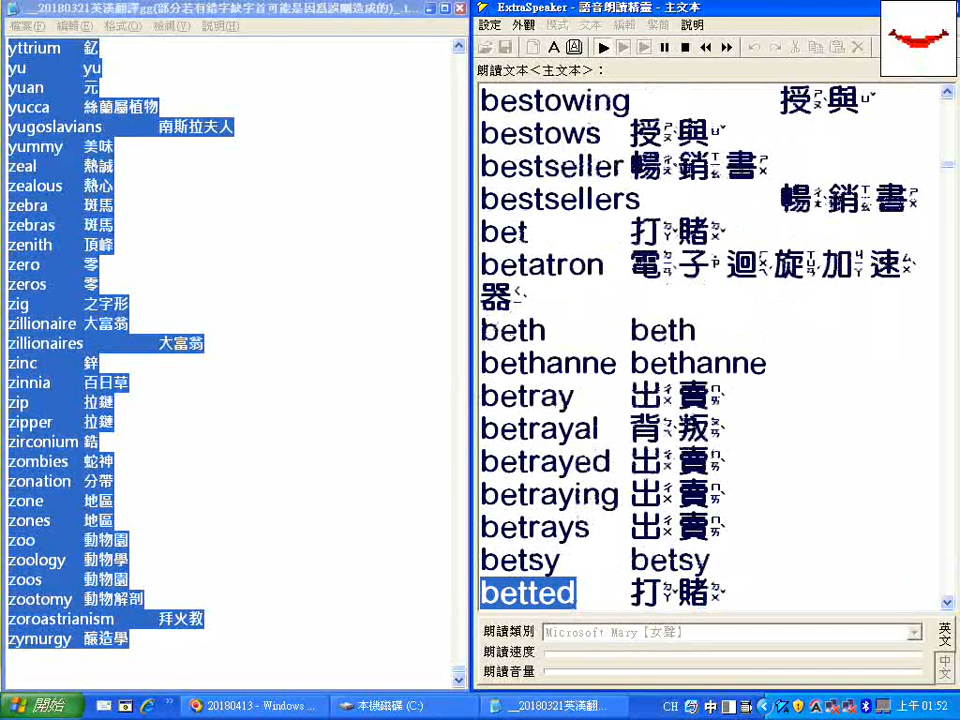 __20180321英漢翻譯gg(部分若有錯字缺字首可能是因為誤刪造成的)_.t...
檔案(F) 編輯(E) 格式(O) 檢視(V) 說明(H)
yttrium 釔
yu yu
yuan 元
yucca 絲蘭屬植物
yugoslavians 南斯拉夫人
yummy 美味
zeal 熱誠
zealous 熱心
zebra 斑馬
zebras 斑馬
zenith 頂峰
zero 零
zeros 零
zig 之字形
zillionaire 大富翁
zillionaires 大富翁
zinc 鋅
zinnia 百日草
zip 拉鏈
zipper 拉鏈
zirconium 鋯
zombies 蛇神
zonation 分帶
zone 地區
zones 地區
zoo 動物園
zoology 動物學
zoos 動物園
zootomy 動物解剖
zoroastrianism 拜火教
zymurgy 釀造學
ExtraSpeaker - 語音朗讀精靈 - 主文本
設定 外觀 模式 文本 編輯 繁簡 說明
朗讀文本<主文本>：
bestowing 授與
bestows 授與
bestseller 暢銷書
bestsellers 暢銷書
bet 打賭
betatron 電子迴旋加速
器
beth beth
bethanne bethanne
betray 出賣
betrayal 背叛
betrayed 出賣
betraying 出賣
betrays 出賣
betsy betsy
betted 打賭
朗讀類別 Microsoft Mary【女聲】
朗讀速度
朗讀音量
英文
中文
開始
20180413 - Windows ...
本機磁碟 (C:)
__20180321英漢翻...
CH
中
上午 01:52